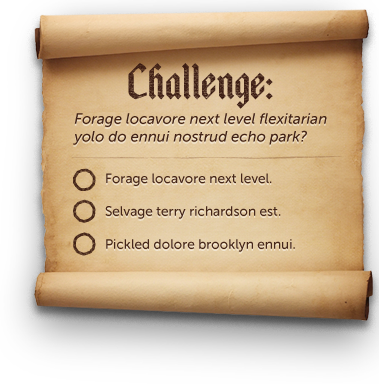 Challenge:
Forage locavore next level flexitarian
yolo do ennui nostrud echo park?
Forage locavore next level.
Selvage terry richardson est.
Pickled dolore brooklyn ennui.